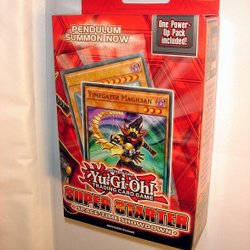 PENDULUM
SUMMON NOW
One Power-
Up Pack
included!
TIMEGAZER MAGICIAN
Yu-Gi-Oh!
TRADING CARD GAME
SUPER STARTER
SPACE-TIME SHOWDOWN